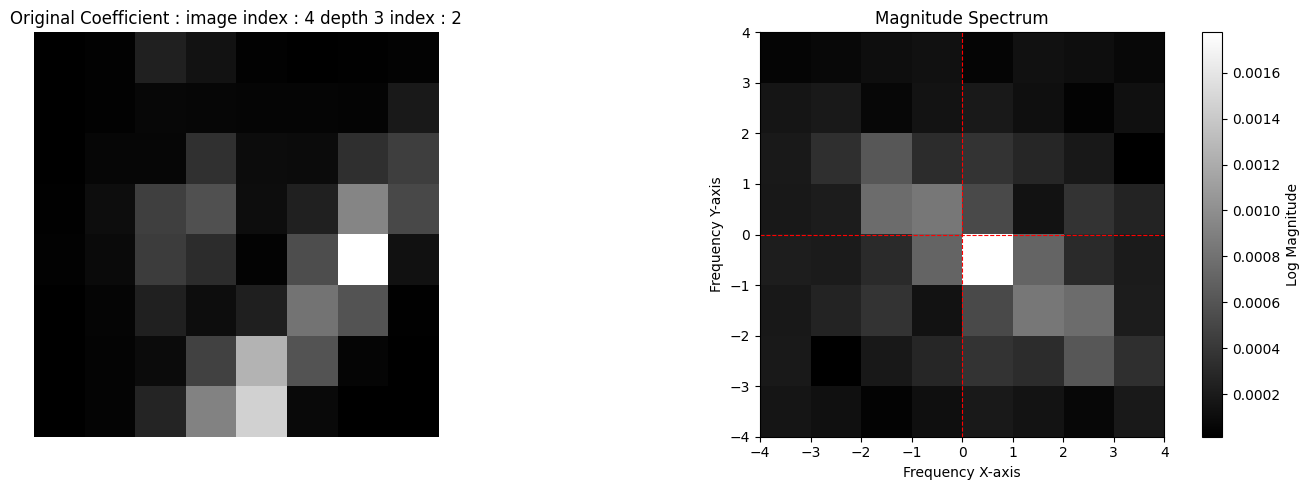 Original Coefficient : image index : 4 depth 3 index : 2
Magnitude Spectrum
4
3
2
1
0
−1
−2
−3
−4
Frequency Y-axis
−4 −3 −2 −1 0 1 2 3 4
Frequency X-axis
0.0016
0.0014
0.0012
0.0010
0.0008
0.0006
0.0004
0.0002
Log Magnitude